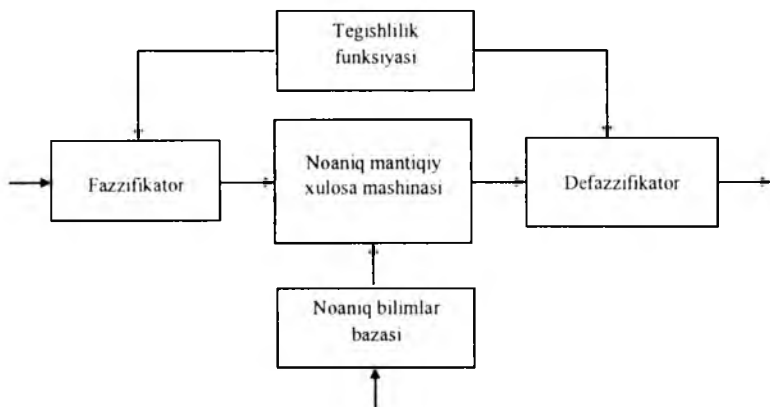 Tegishlilik
funksiyasi
Fazzifikator
Noaniq mantiqiy
xulosa mashinasi
Defazzifikator
Noaniq bilimlar
bazasi